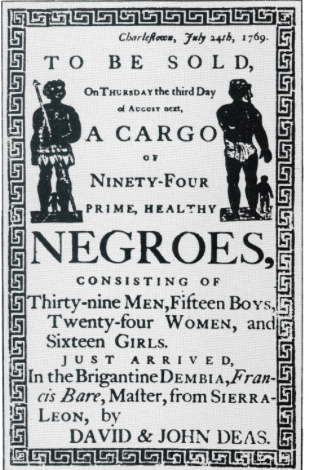 Charlestown, July 24th, 1769.
TO BE SOLD,
On THURSDAY the third Day
of AUGUST next,
A CARGO
OF
NINETY-FOUR
PRIME, HEALTHY
NEGROES,
CONSISTING OF
Thirty-nine MEN, Fifteen BOYS,
Twenty-four WOMEN, and
Sixteen GIRLS.
JUST ARRIVED,
In the Brigantine DEMBIA, Fran-
cis Bare, Master, from SIERRA-
LEON, by
DAVID & JOHN DEAS.